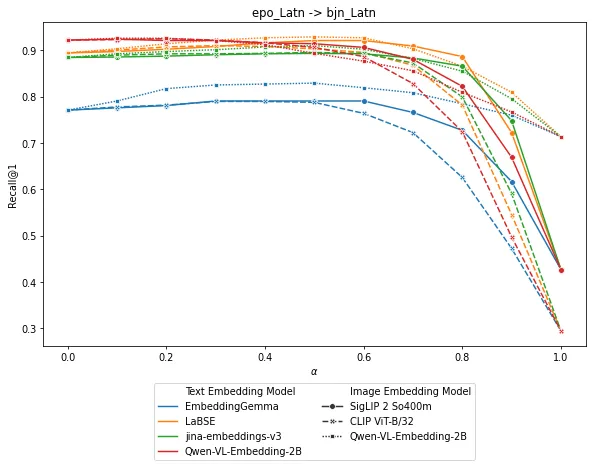 epo_Latn -> bjn_Latn
Recall@1
0.9
0.8
0.7
0.6
0.5
0.4
0.3
0.0 0.2 0.4 0.6 0.8 1.0
α
Text Embedding Model
EmbeddingGemma
LaBSE
jina-embeddings-v3
Qwen-VL-Embedding-2B
Image Embedding Model
SigLIP 2 So400m
CLIP ViT-B/32
Qwen-VL-Embedding-2B